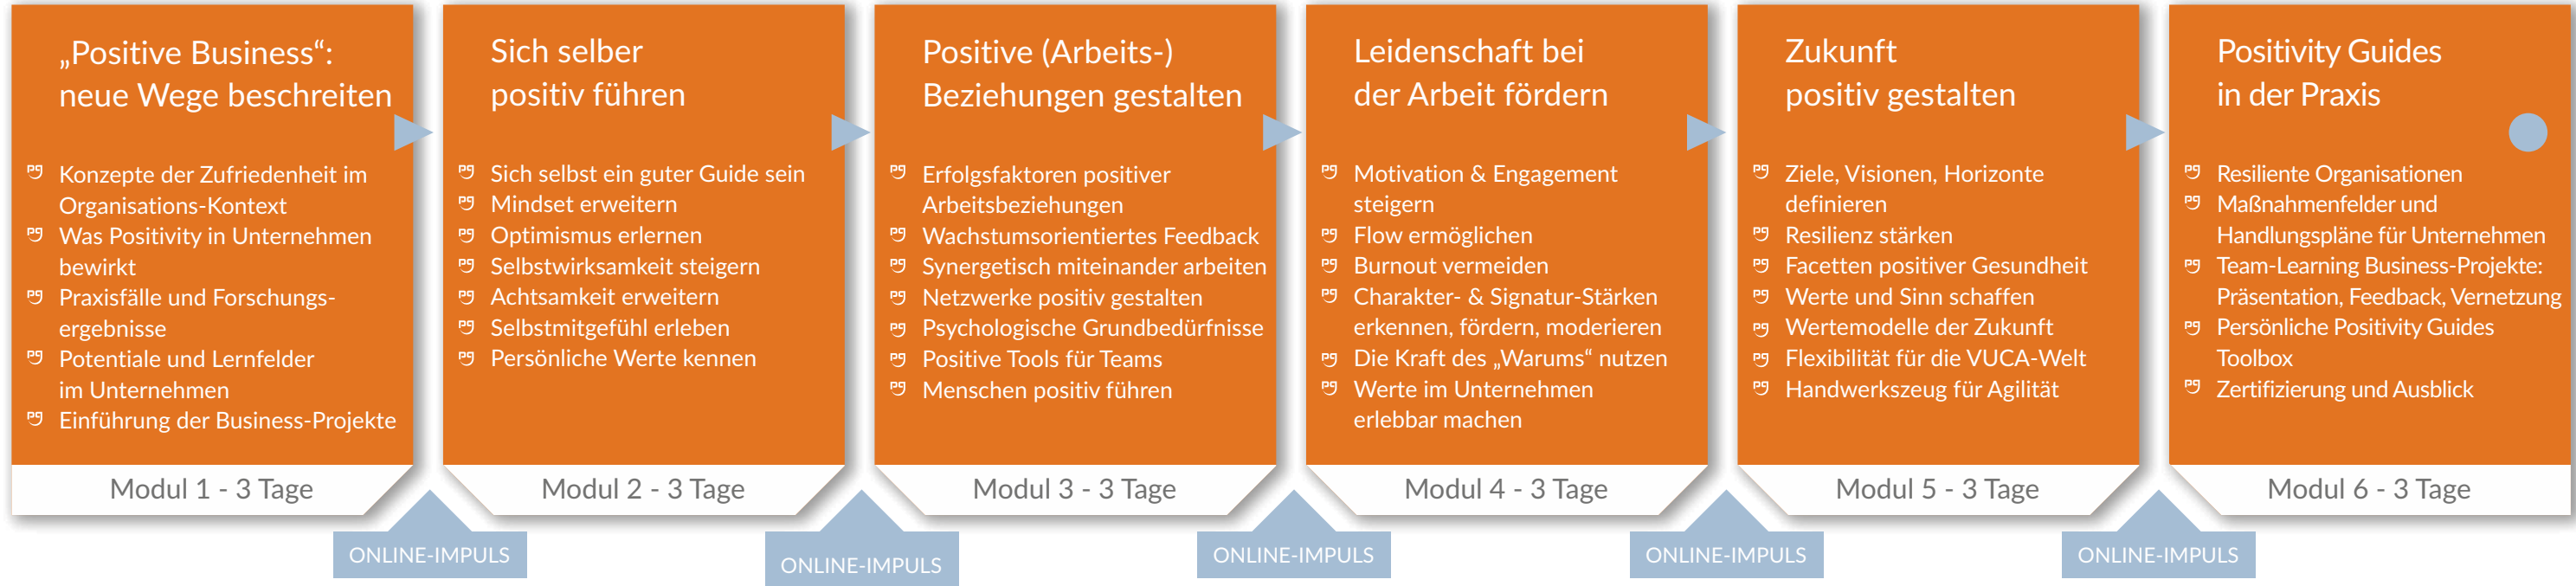 „Positive Business“:
neue Wege beschreiten
Konzepte der Zufriedenheit im
Organisations-Kontext
Was Positivity in Unternehmen
bewirkt
Praxisfälle und Forschungs-
ergebnisse
Potentiale und Lernfelder
im Unternehmen
Einführung der Business-Projekte
Modul 1 - 3 Tage
ONLINE-IMPULS
Sich selber
positiv führen
Sich selbst ein guter Guide sein
Mindset erweitern
Optimismus erlernen
Selbstwirksamkeit steigern
Achtsamkeit erweitern
Selbstmitgefühl erleben
Persönliche Werte kennen
Modul 2 - 3 Tage
ONLINE-IMPULS
Positive (Arbeits-)
Beziehungen gestalten
Erfolgsfaktoren positiver
Arbeitsbeziehungen
Wachstumsorientiertes Feedback
Synergetisch miteinander arbeiten
Netzwerke positiv gestalten
Psychologische Grundbedürfnisse
Positive Tools für Teams
Menschen positiv führen
Modul 3 - 3 Tage
ONLINE-IMPULS
Leidenschaft bei
der Arbeit fördern
Motivation & Engagement
steigern
Flow ermöglichen
Burnout vermeiden
Charakter- & Signatur-Stärken
erkennen, fördern, moderieren
Die Kraft des „Warums“ nutzen
Werte im Unternehmen
erlebbar machen
Modul 4 - 3 Tage
ONLINE-IMPULS
Zukunft
positiv gestalten
Ziele, Visionen, Horizonte
definieren
Resilienz stärken
Facetten positiver Gesundheit
Werte und Sinn schaffen
Wertemodelle der Zukunft
Flexibilität für die VUCA-Welt
Handwerkszeug für Agilität
Modul 5 - 3 Tage
ONLINE-IMPULS
Positivity Guides
in der Praxis
Resiliente Organisationen
Maßnahmenfelder und
Handlungspläne für Unternehmen
Team-Learning Business-Projekte:
Präsentation, Feedback, Vernetzung
Persönliche Positivity Guides
Toolbox
Zertifizierung und Ausblick
Modul 6 - 3 Tage